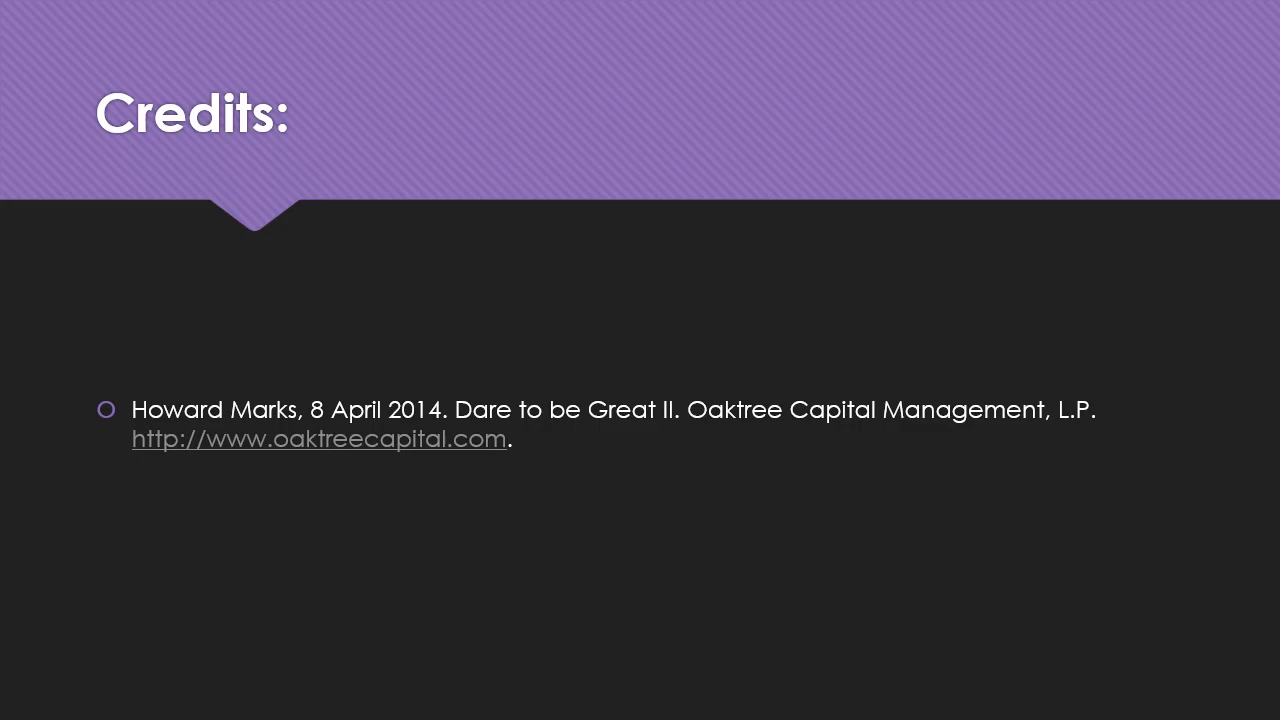 Credits:
Howard Marks, 8 April 2014. Dare to be Great II. Oaktree Capital Management, L.P.
http://www.oaktreecapital.com.